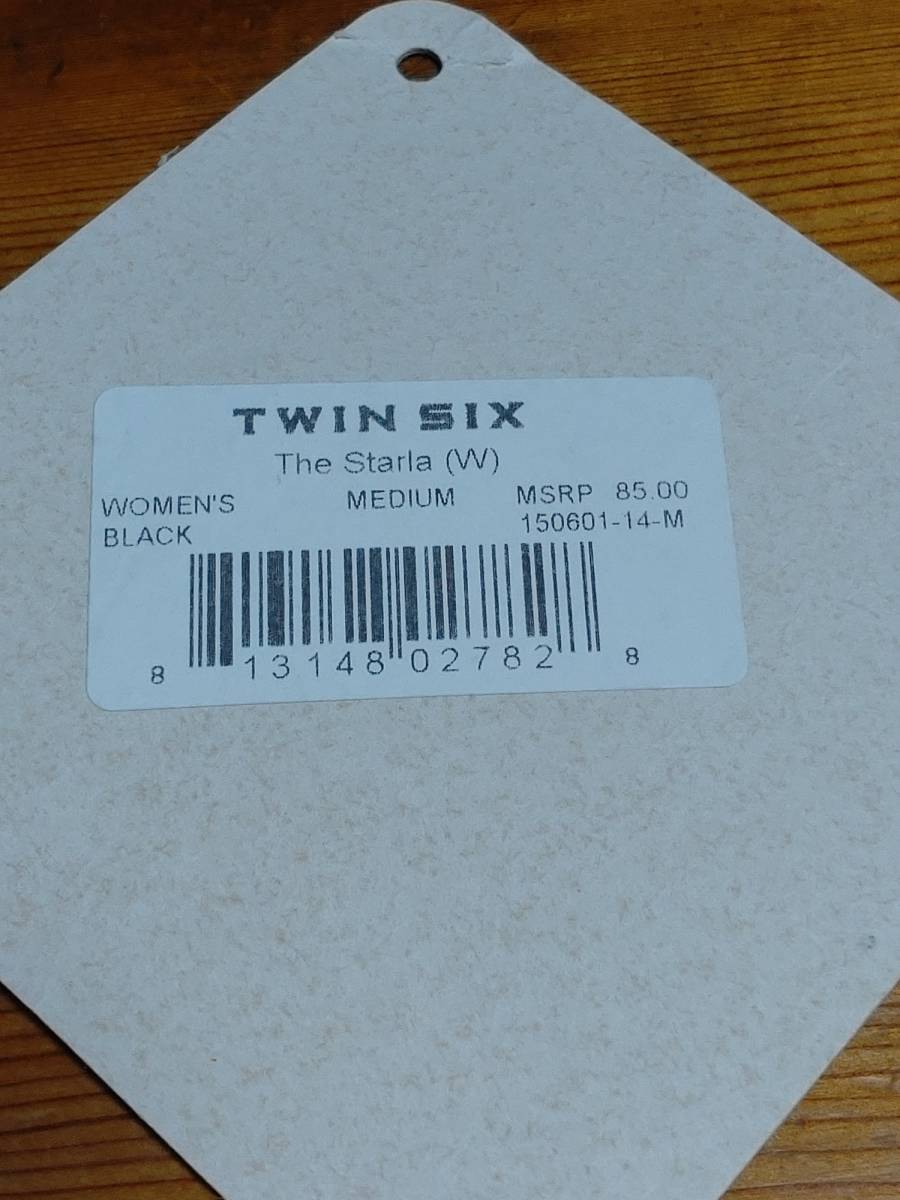 TWIN SIX
The Starla (W)
WOMEN'S MEDIUM MSRP 85.00
BLACK 150601-14-M
8 13148 02782 8